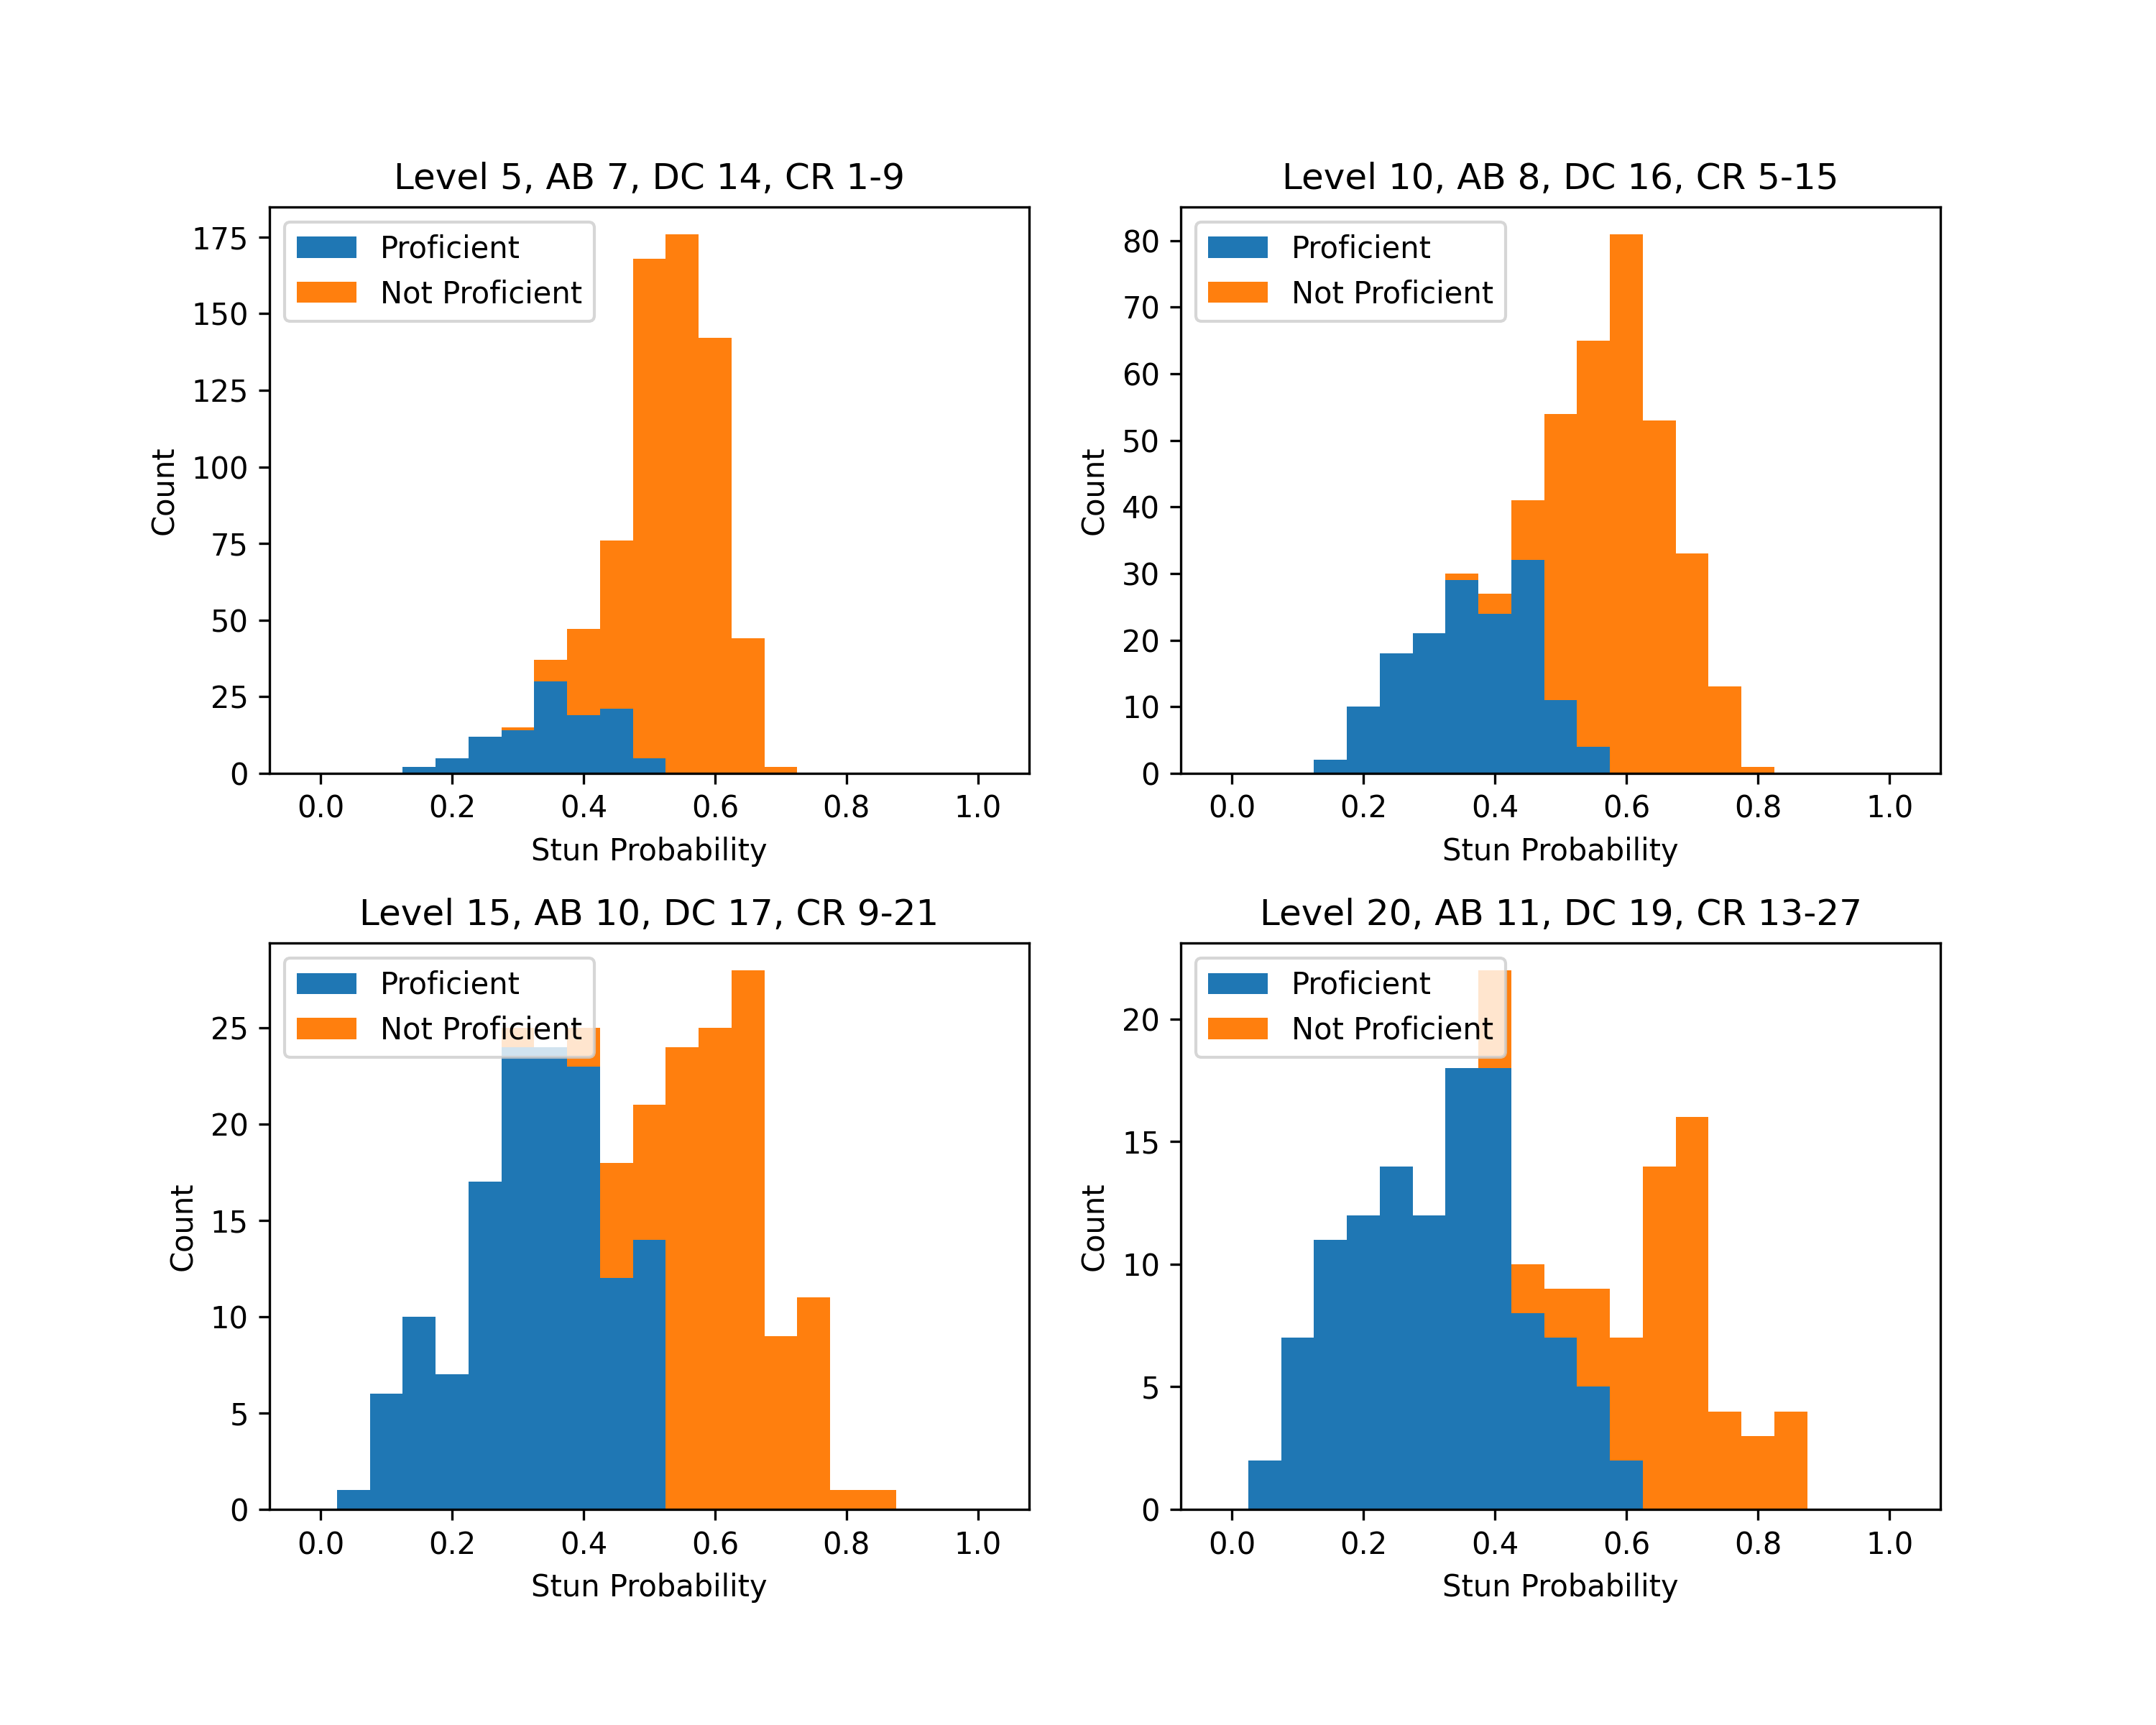 Level 5, AB 7, DC 14, CR 1-9
Proficient
Not Proficient
175
150
125
100
75
50
25
0
Count
0.0 0.2 0.4 0.6 0.8 1.0
Stun Probability
Level 10, AB 8, DC 16, CR 5-15
Proficient
Not Proficient
80
70
60
50
40
30
20
10
0
Count
0.0 0.2 0.4 0.6 0.8 1.0
Stun Probability
Level 15, AB 10, DC 17, CR 9-21
Proficient
Not Proficient
25
20
15
10
5
0
Count
0.0 0.2 0.4 0.6 0.8 1.0
Stun Probability
Level 20, AB 11, DC 19, CR 13-27
Proficient
Not Proficient
20
15
10
5
0
Count
0.0 0.2 0.4 0.6 0.8 1.0
Stun Probability